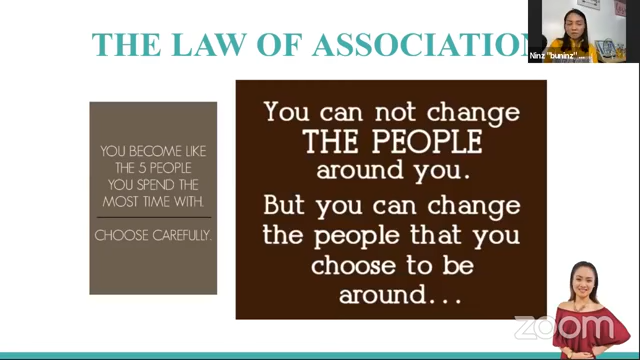 THE LAW OF ASSOCIATION
Ninz "buninz" ...
YOU BECOME LIKE
THE 5 PEOPLE
YOU SPEND THE
MOST TIME WITH.
CHOOSE CAREFULLY.
You can not change
THE PEOPLE
around you.
But you can change
the people that you
choose to be
around...
zoom